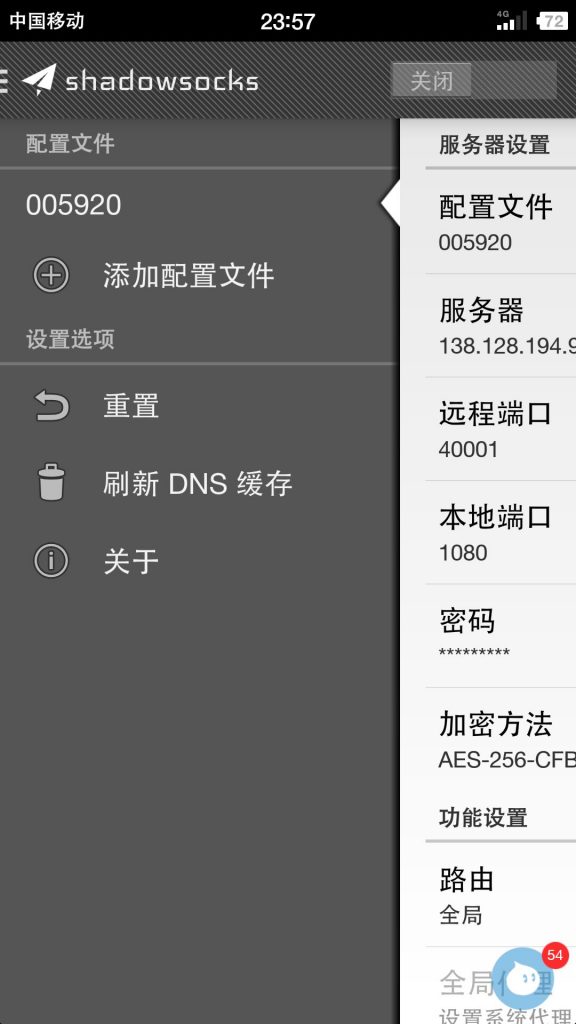 中国移动
23:57
4G
72
shadowsocks
关闭
配置文件
005920
添加配置文件
设置选项
重置
刷新 DNS 缓存
关于
服务器设置
配置文件
005920
服务器
138.128.194.9
远程端口
40001
本地端口
1080
密码
*********
加密方法
AES-256-CFB
功能设置
路由
全局
54
全局代理
设置系统代理